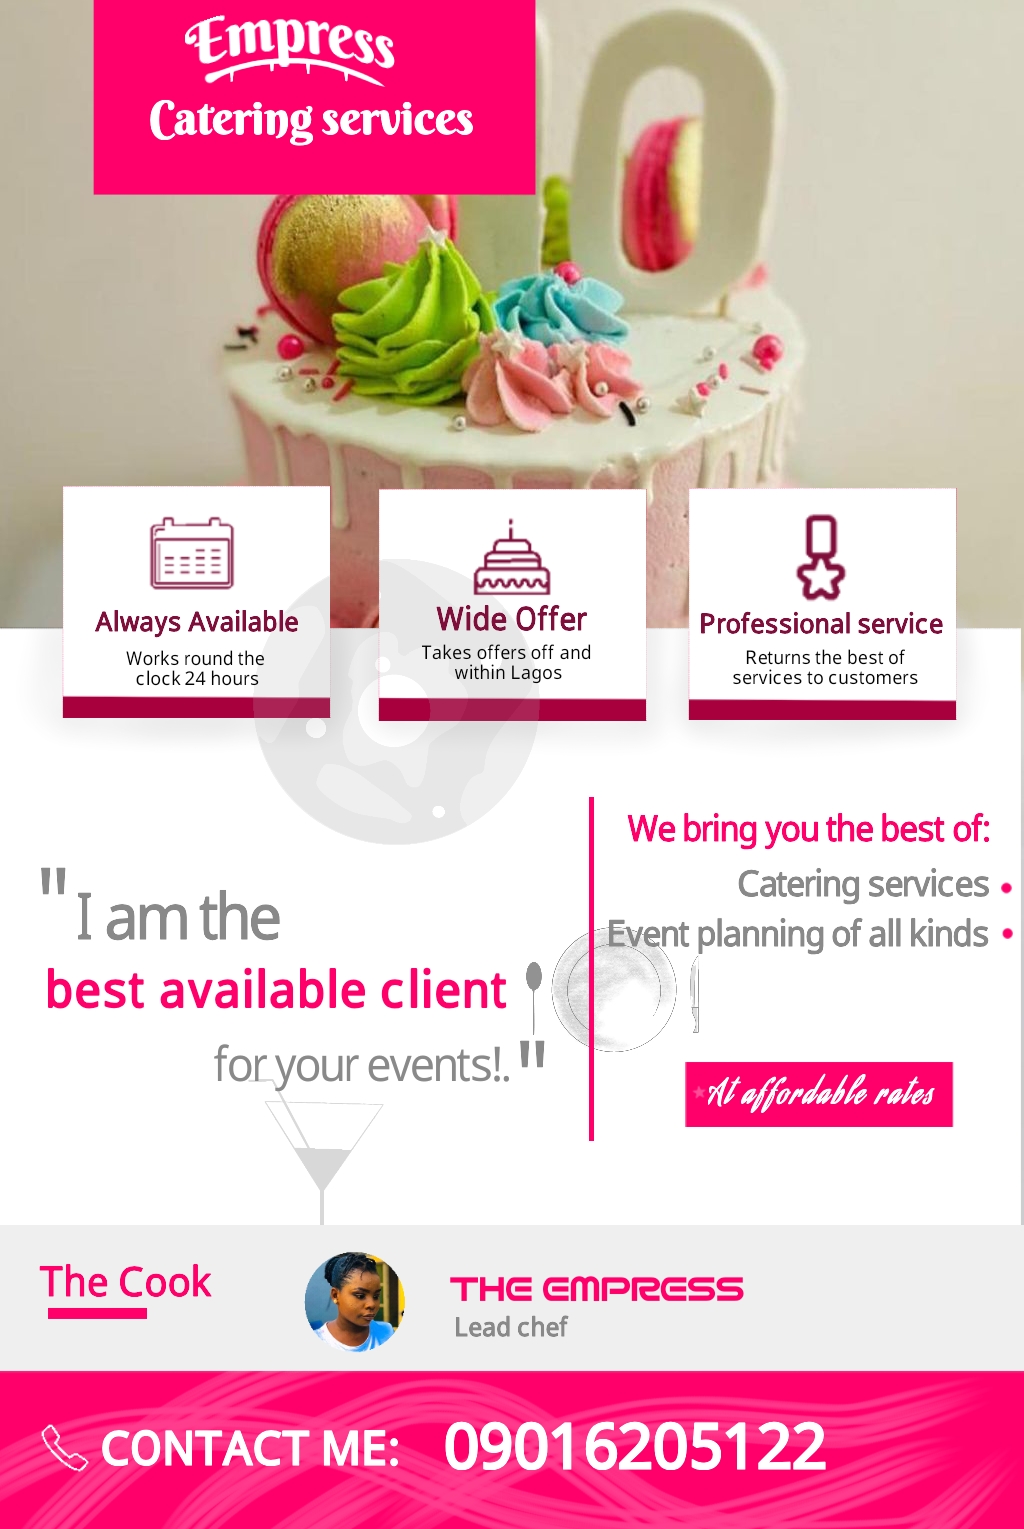 Empress
Catering services
Always Available
Works round the
clock 24 hours
Wide Offer
Takes offers off and
within Lagos
Professional service
Returns the best of
services to customers
"I am the
best available client
for your events!."
We bring you the best of:
Catering services •
Event planning of all kinds •
At affordable rates
The Cook
THE EMPRESS
Lead chef
CONTACT ME: 09016205122